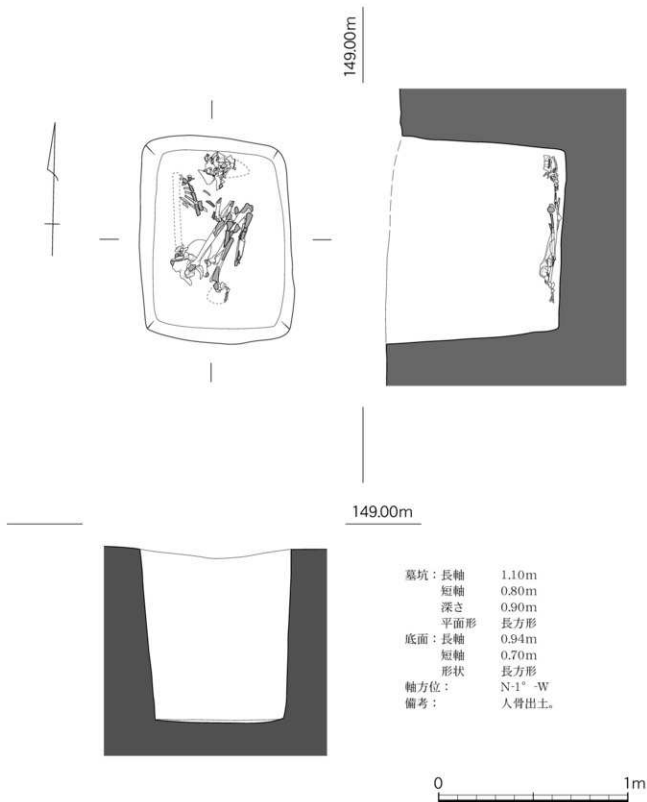 149.00m
149.00m
墓坑：長軸 1.10m
短軸 0.80m
深さ 0.90m
平面形 長方形
底面：長軸 0.94m
短軸 0.70m
形状 長方形
軸方位： N-1°-W
備考： 人骨出土。
0 1m